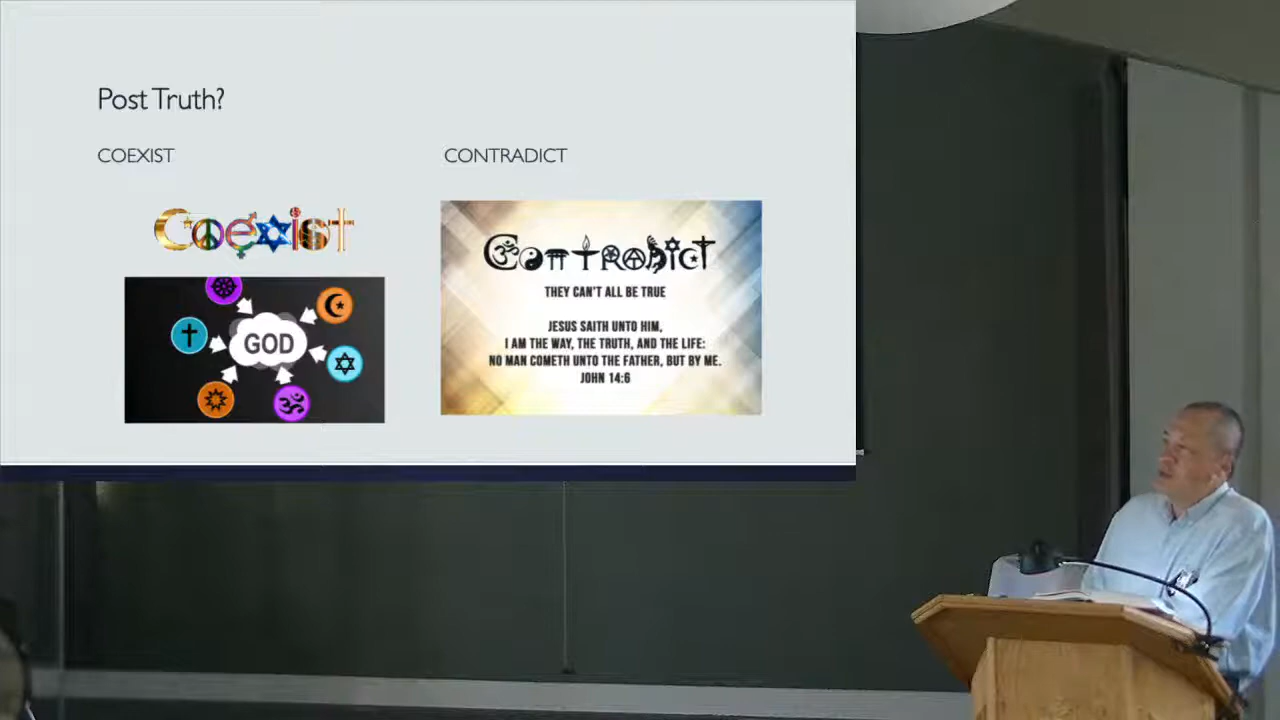 Post Truth?
COEXIST
Coexist
GOD
CONTRADICT
Contradict
THEY CAN'T ALL BE TRUE
JESUS SAITH UNTO HIM,
I AM THE WAY, THE TRUTH, AND THE LIFE:
NO MAN COMETH UNTO THE FATHER, BUT BY ME.
JOHN 14:6